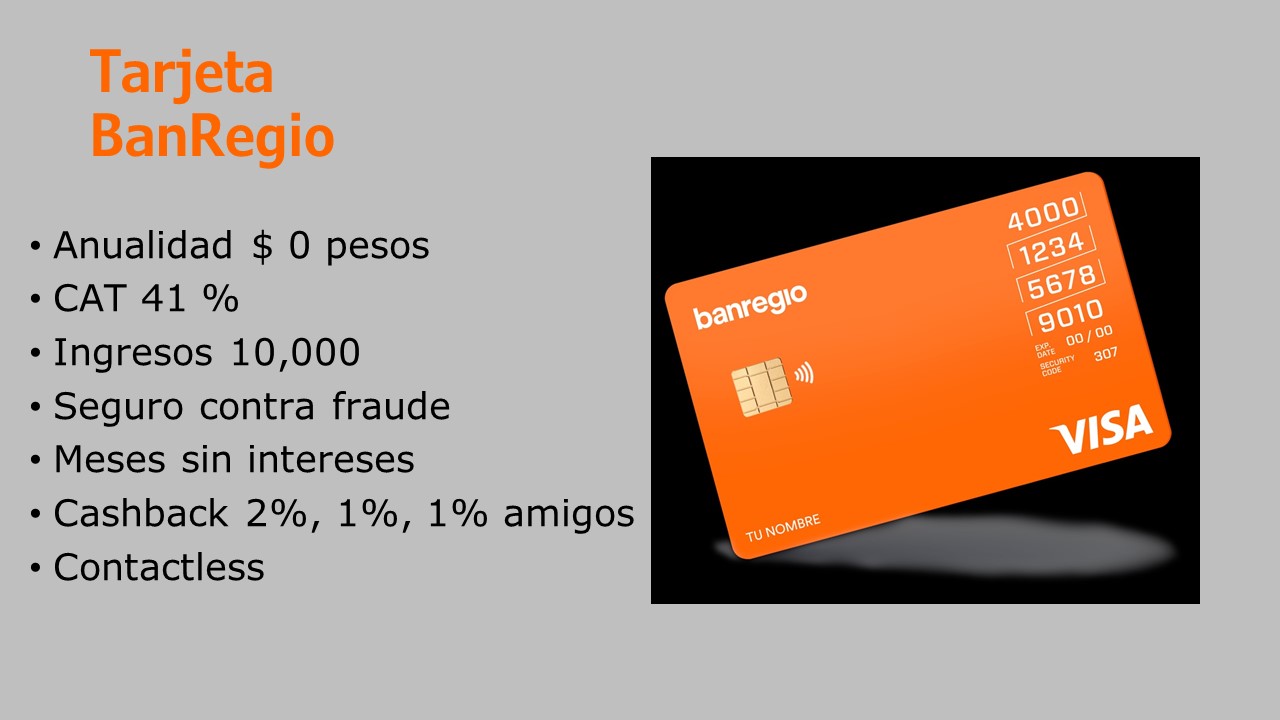 Tarjeta
BanRegio
• Anualidad $ 0 pesos
• CAT 41 %
• Ingresos 10,000
• Seguro contra fraude
• Meses sin intereses
• Cashback 2%, 1%, 1% amigos
• Contactless
banregio
4000
1234
5678
9010
EXP. DATE 00/00
SECURITY CODE 307
VISA
TU NOMBRE